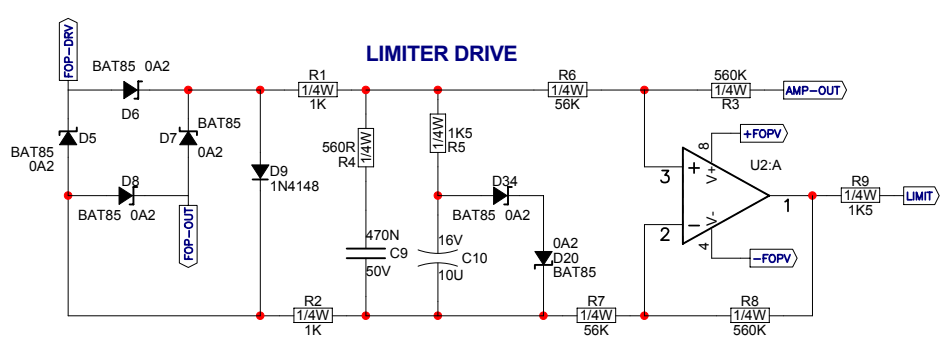 LIMITER DRIVE
FOP-DRV
BAT85 0A2
D6
BAT85
D7
0A2
D5
BAT85
0A2
D8
BAT85 0A2
FOP-OUT
D9
1N4148
R1
1/4W
1K
560R
R4
1/4W
1/4W
1K5
R5
D34
BAT85 0A2
470N
C9
50V
16V
C10
10U
0A2
D20
BAT85
R2
1/4W
1K
R6
1/4W
56K
560K
1/4W
R3
AMP-OUT
+FOPV
8
V+
U2:A
3
+
2
-
1
V-
4
-FOPV
R9
1/4W
1K5
LIMIT
R7
1/4W
56K
R8
1/4W
560K